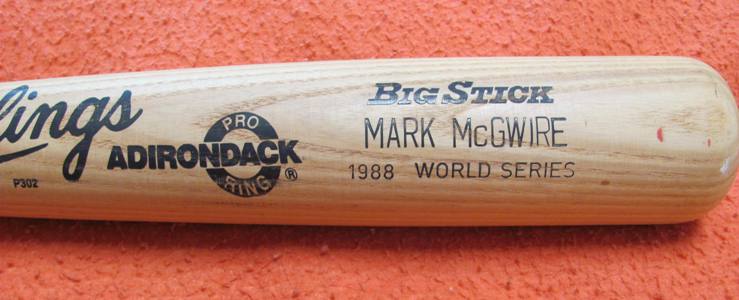 lings
PRO
ADIRONDACK®
RING
P302
BIG STICK
MARK McGWIRE
1988 WORLD SERIES